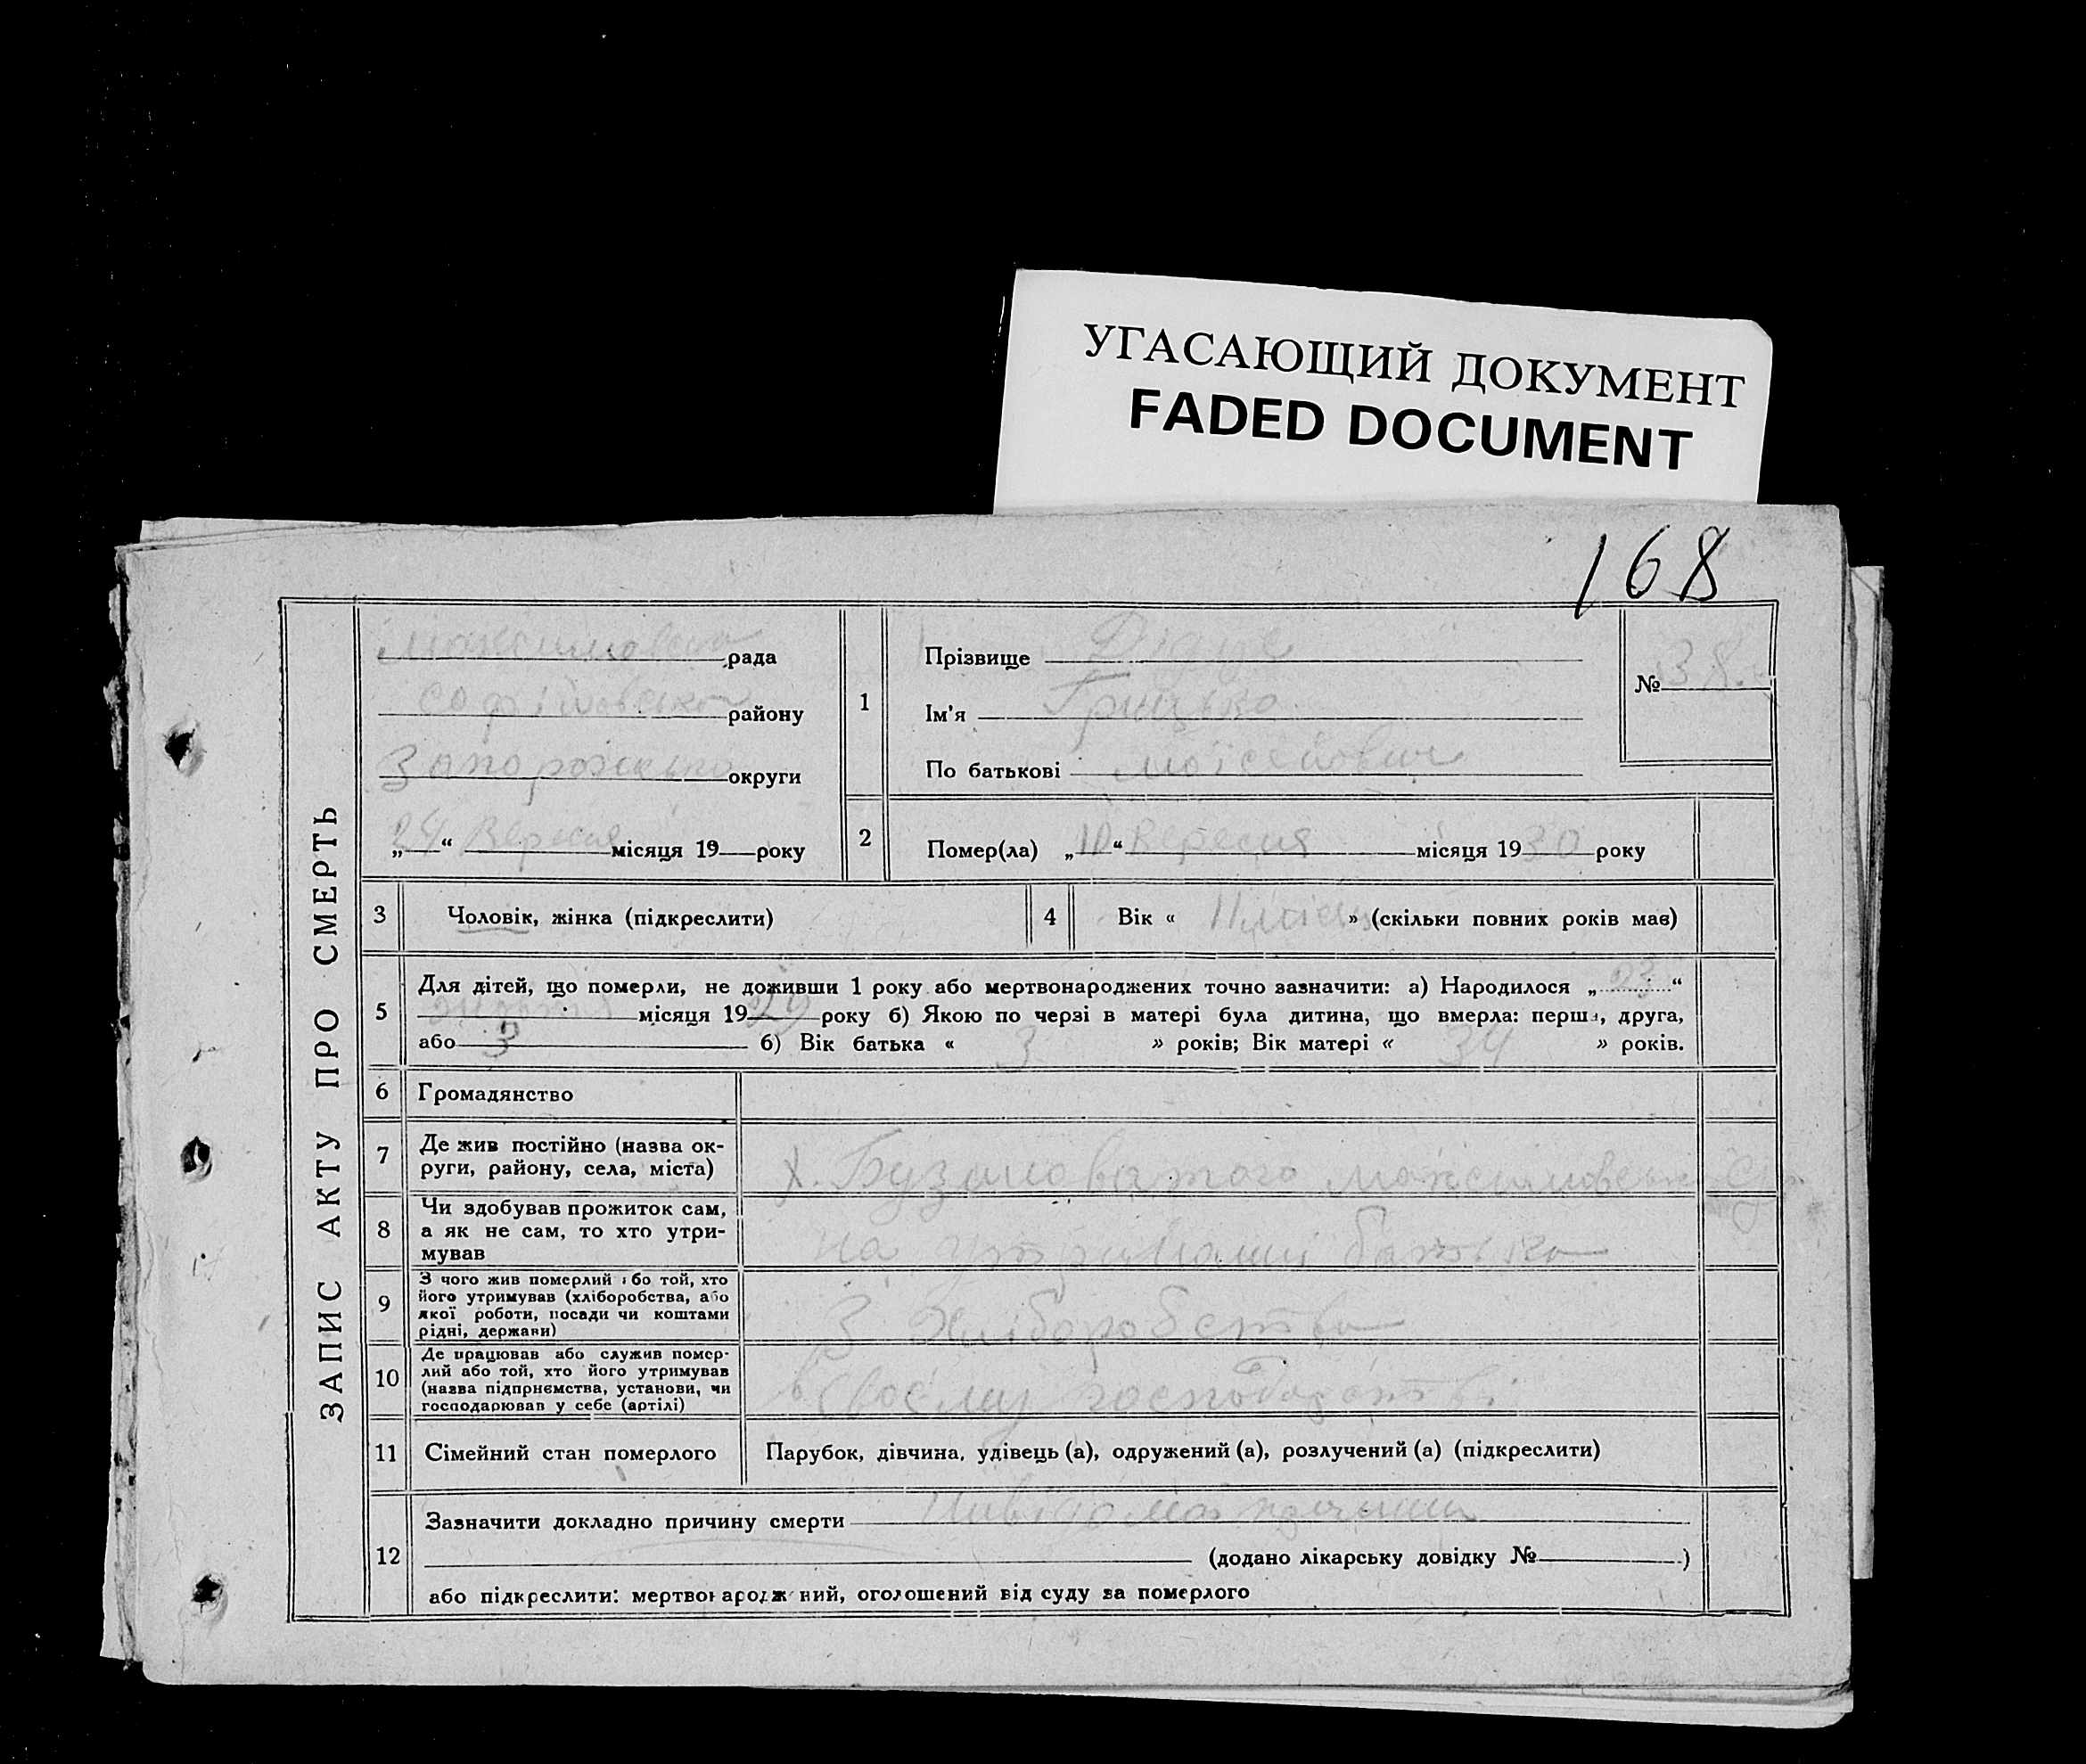 УГАСАЮЩИЙ ДОКУМЕНТ
FADED DOCUMENT
168
ЗАПИС АКТУ ПРО СМЕРТЬ
рада
району
округи
„24“ Вересня місяця 19 року
1
Прізвище
Ім'я Грицько
По батькові Мойсейович
№ 38
2
Помер(ла) „10“ Вересня місяця 1930 року
3
Чоловік, жінка (підкреслити)
4
Вік « 11 місяц » (скільки повних років мав)
5
Для дітей, що померли, не доживши 1 року або мертвонароджених точно зазначити: а) Народилося „23“
місяця 1929 року б) Якою по черзі в матері була дитина, що вмерла: перша, друга,
або 3 б) Вік батька « » років; Вік матері « 34 » років.
6
Громадянство
7
Де жив постійно (назва ок-
руги, району, села, міста)
х.
8
Чи здобував прожиток сам,
а як не сам, то хто утри-
мував
на утриманні батька
9
З чого жив померлий або той, хто
його утримував (хліборобства, або
якої роботи, посади чи коштами
рідні, держави)
З хліборобства
10
Де працював або служив помер-
лий або той, хто його утримував
(назва підприємства, установи, чи
господарював у себе (артілі)
в своєму господарстві
11
Сімейний стан померлого
Парубок, дівчина, удівець (а), одружений (а), розлучений (а) (підкреслити)
12
Зазначити докладно причину смерти
(додано лікарську довідку № )
або підкреслити: мертвонароджений, оголошений від суду за померлого